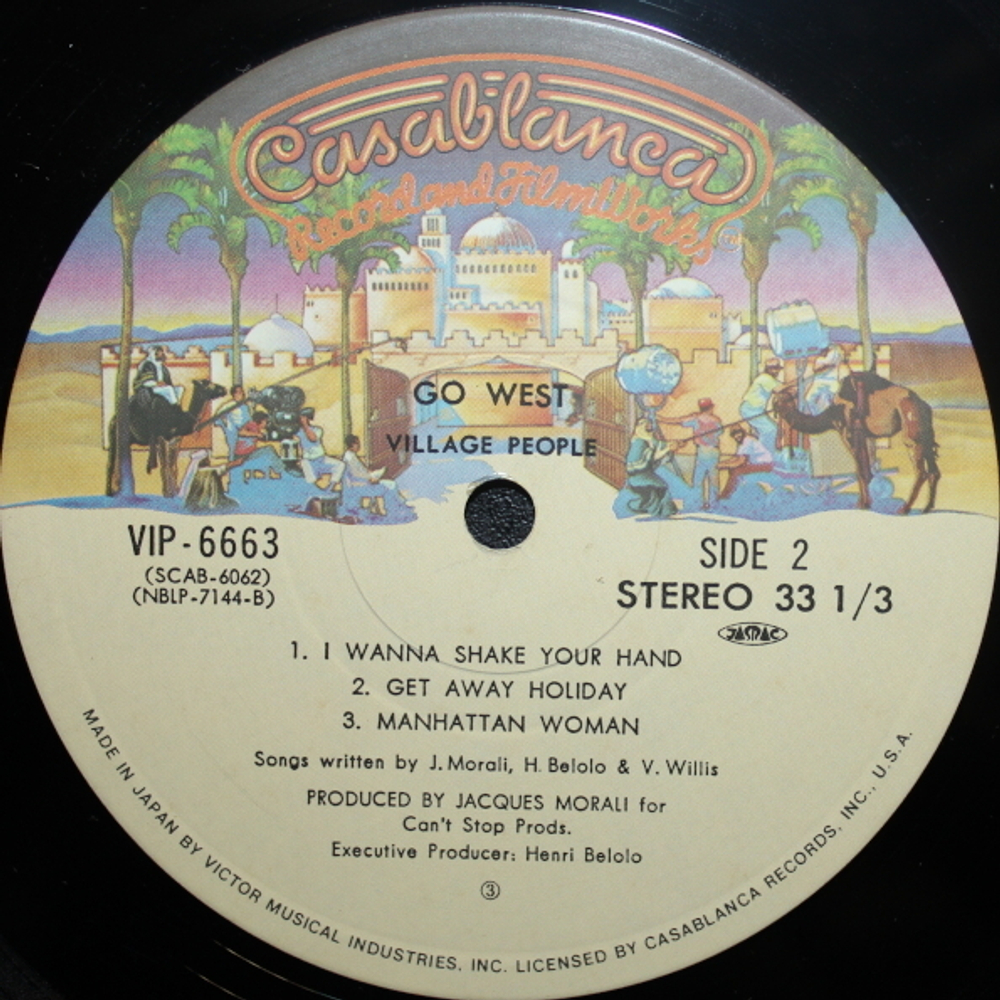 Casablanca
Record and FilmWorks
TM
GO WEST
VILLAGE PEOPLE
VIP-6663
(SCAB-6062)
(NBLP-7144-B)
SIDE 2
STEREO 33 1/3
JASRAC
1. I WANNA SHAKE YOUR HAND
2. GET AWAY HOLIDAY
3. MANHATTAN WOMAN
Songs written by J. Morali, H. Belolo & V. Willis
PRODUCED BY JACQUES MORALI for
Can't Stop Prods.
Executive Producer: Henri Belolo
③
MADE IN JAPAN BY VICTOR MUSICAL INDUSTRIES, INC. LICENSED BY CASABLANCA RECORDS, INC., U.S.A.